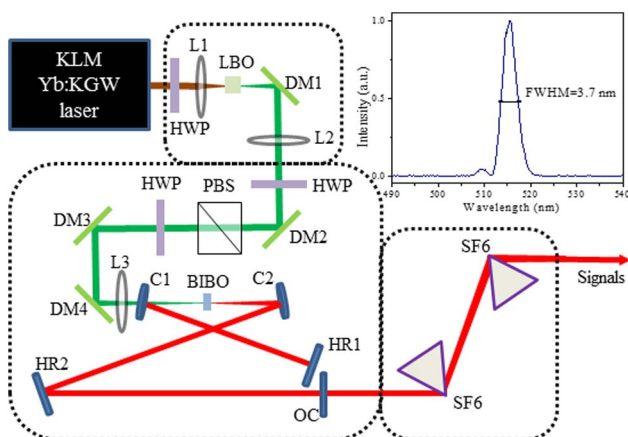 KLM
Yb:KGW
laser
HWP
L1
LBO
DM1
L2
HWP
PBS
HWP
DM2
DM3
DM4
L3
C1
BIBO
C2
HR1
HR2
OC
SF6
SF6
Signals
Intensity (a.u.)
1.0
0.5
0.0
FWHM=3.7 nm
490 500 510 520 530 540
Wavelength (nm)